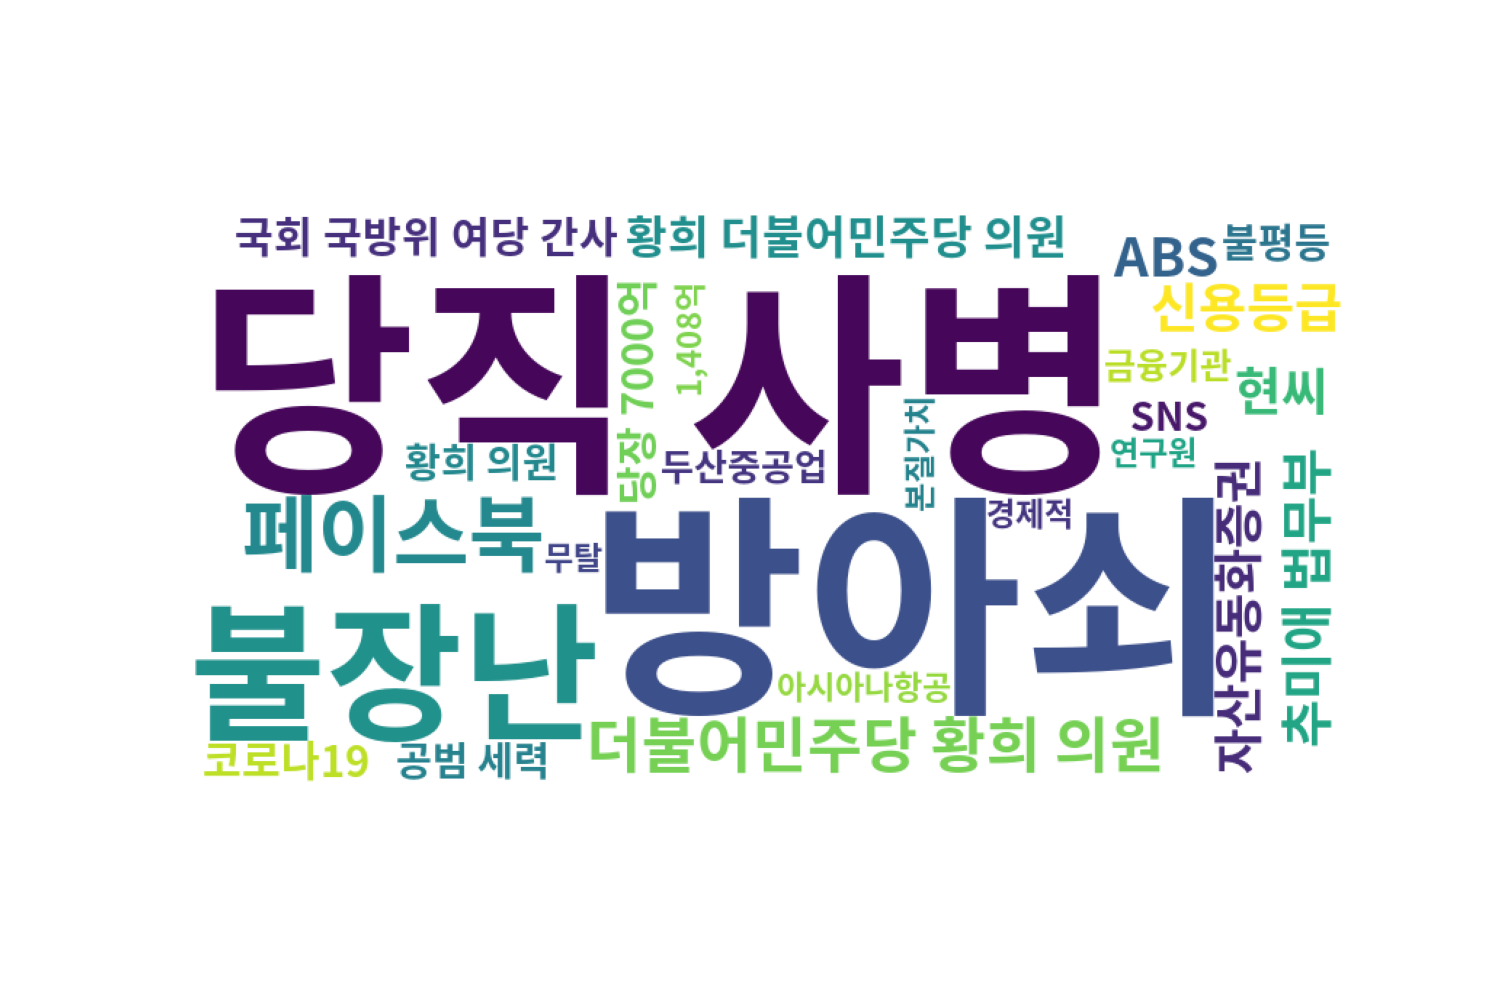 국회 국방위 여당 간사
황희 더불어민주당 의원
ABS
불평등
신용등급
당직 사병
당장 7000억
1,408억
금융기관
현씨
SNS
연구원
황희 의원
두산중공업
본질가치
경제적
페이스북
무탈
방아쇠
자산유동화증권
추미애 법무부
불장난
아시아나항공
더불어민주당 황희 의원
코로나19
공범 세력